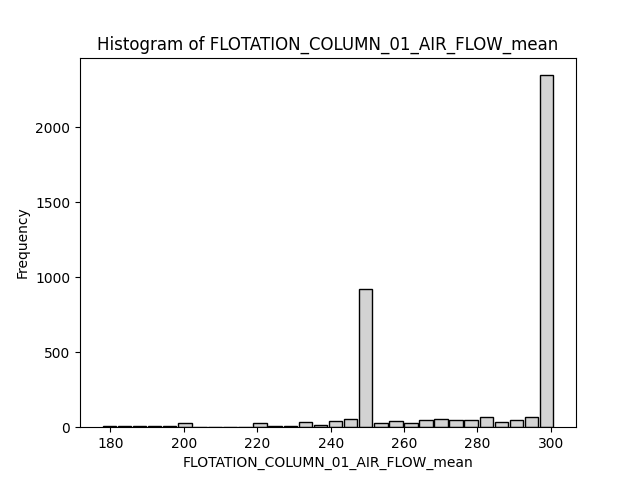 Histogram of FLOTATION_COLUMN_01_AIR_FLOW_mean
2000
1500
1000
500
0
Frequency
180 200 220 240 260 280 300
FLOTATION_COLUMN_01_AIR_FLOW_mean